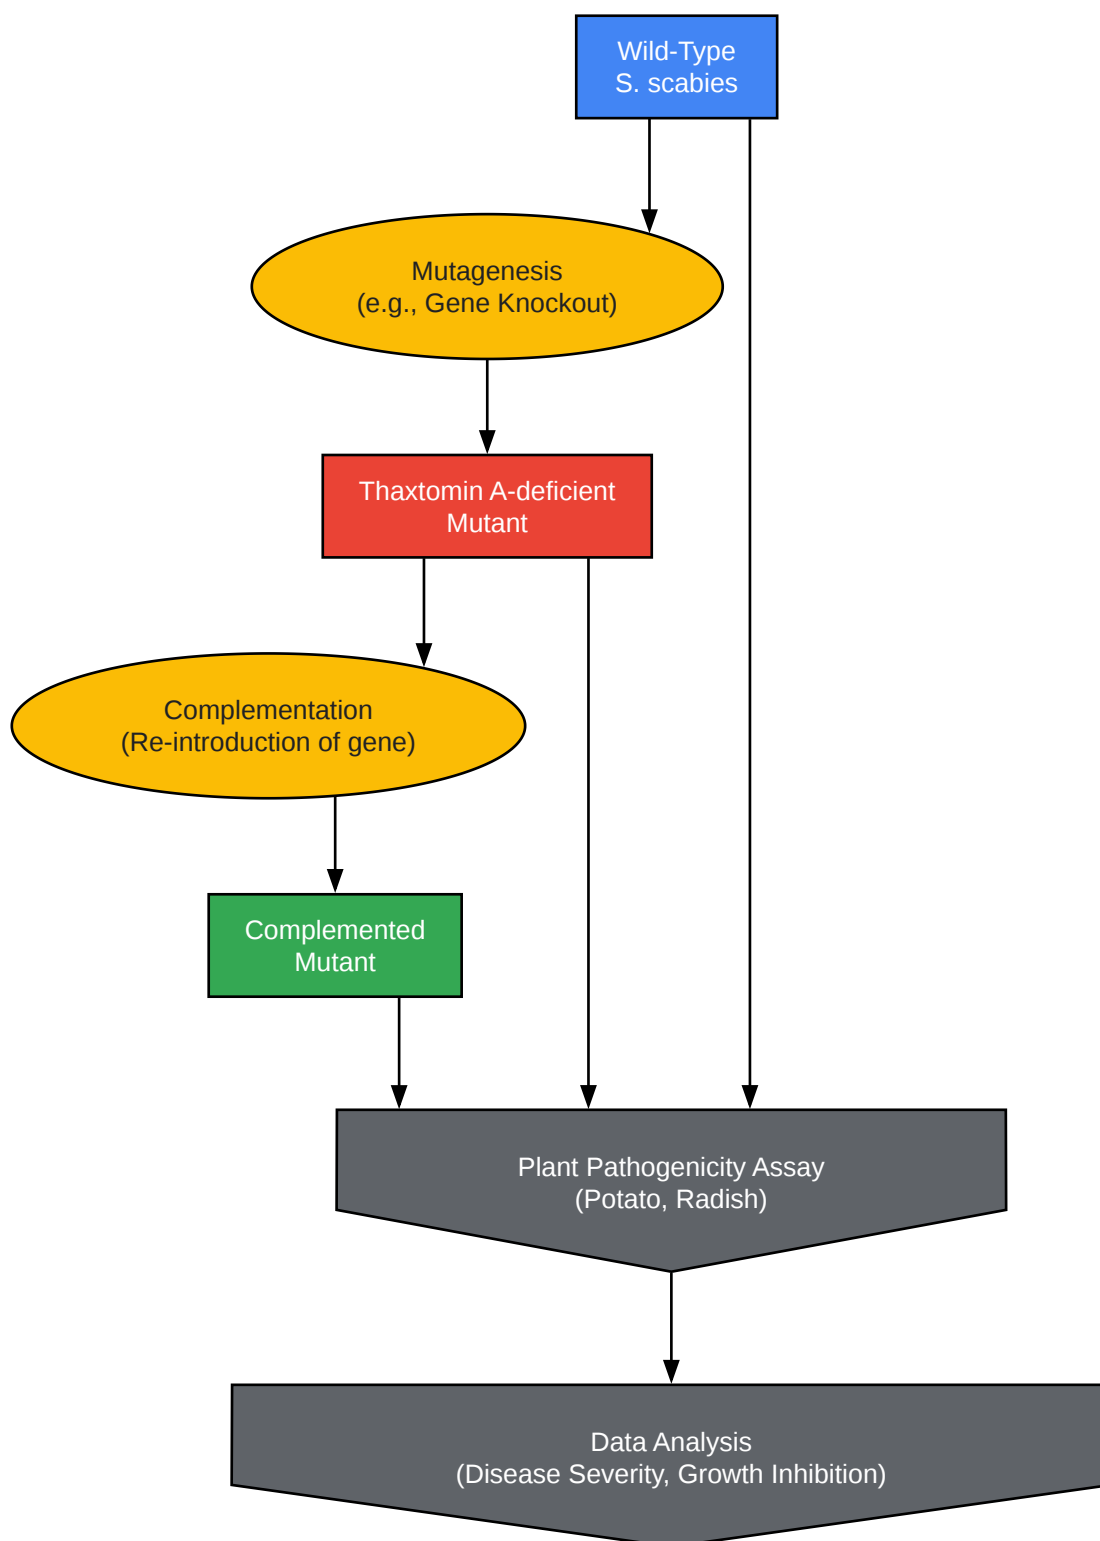 Wild-Type
S. scabies
Mutagenesis
(e.g., Gene Knockout)
Thaxtomin A-deficient
Mutant
Complementation
(Re-introduction of gene)
Complemented
Mutant
Plant Pathogenicity Assay
(Potato, Radish)
Data Analysis
(Disease Severity, Growth Inhibition)